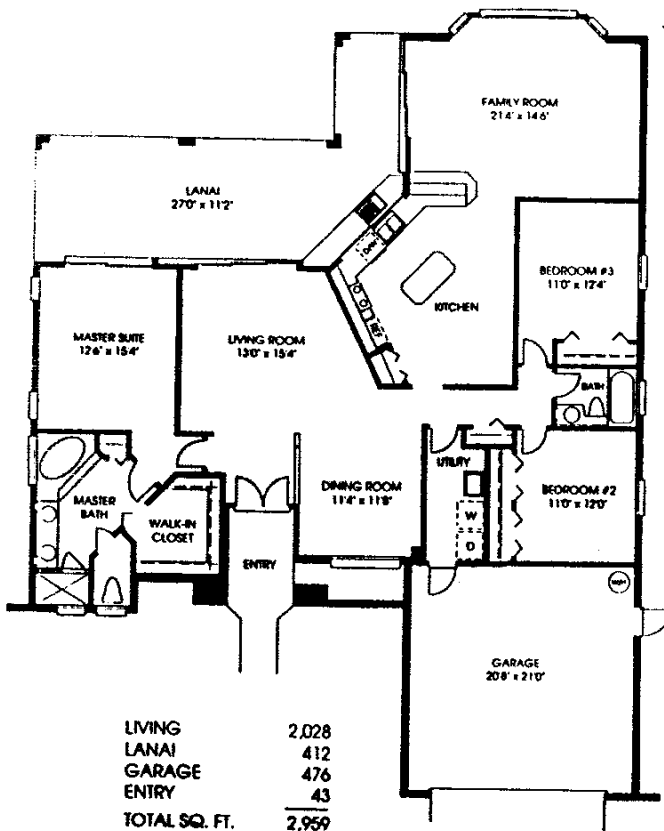 FAMILY ROOM
21'4" x 14'6"
LANAI
27'0" x 11'2"
DW
BEDROOM #3
11'0" x 12'4"
KITCHEN
REF
MASTER SUITE
12'6" x 15'4"
LIVING ROOM
13'0" x 15'4"
BATH
UTILITY
DINING ROOM
11'4" x 11'8"
BEDROOM #2
11'0" x 12'0"
MASTER
BATH
WALK-IN
CLOSET
W
D
ENTRY
GARAGE
20'8" x 21'0"
LIVING 2,028
LANAI 412
GARAGE 476
ENTRY 43
TOTAL SQ. FT. 2,959